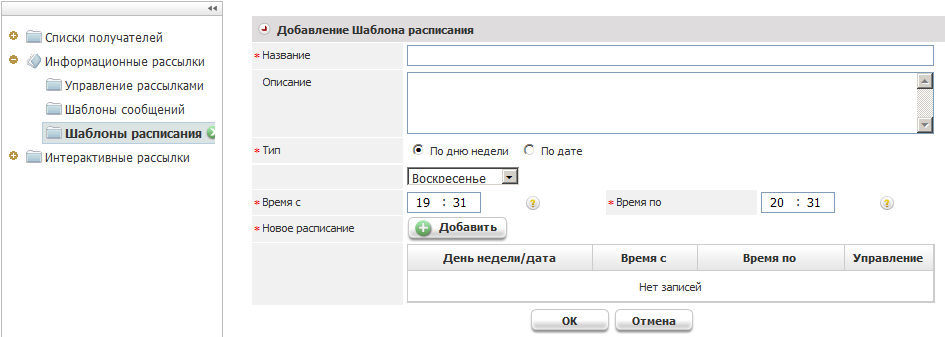 Списки получателей
Информационные рассылки
Управление рассылками
Шаблоны сообщений
Шаблоны расписания
Интерактивные рассылки
Добавление Шаблона расписания
* Название
Описание
* Тип По дню недели По дате
Воскресенье
* Время с 19 : 31 ? * Время по 20 : 31 ?
* Новое расписание Добавить
День недели/дата Время с Время по Управление
Нет записей
OK Отмена